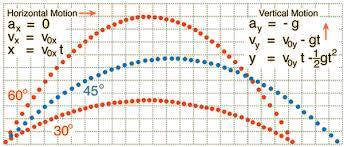 Horizontal Motion
aₓ = 0
vₓ = v₀ₓ
x = v₀ₓ t
Vertical Motion
aᵧ = -g
vᵧ = v₀ᵧ - gt
y = v₀ᵧ t -½gt²
60°
45°
30°